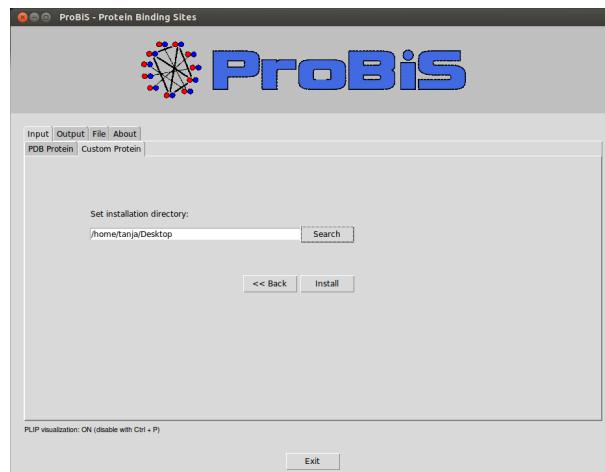 ProBiS - Protein Binding Sites
ProBiS
Input Output File About
PDB Protein Custom Protein
Set installation directory:
/home/tanja/Desktop Search
<< Back Install
PLIP visualization: ON (disable with Ctrl + P)
Exit